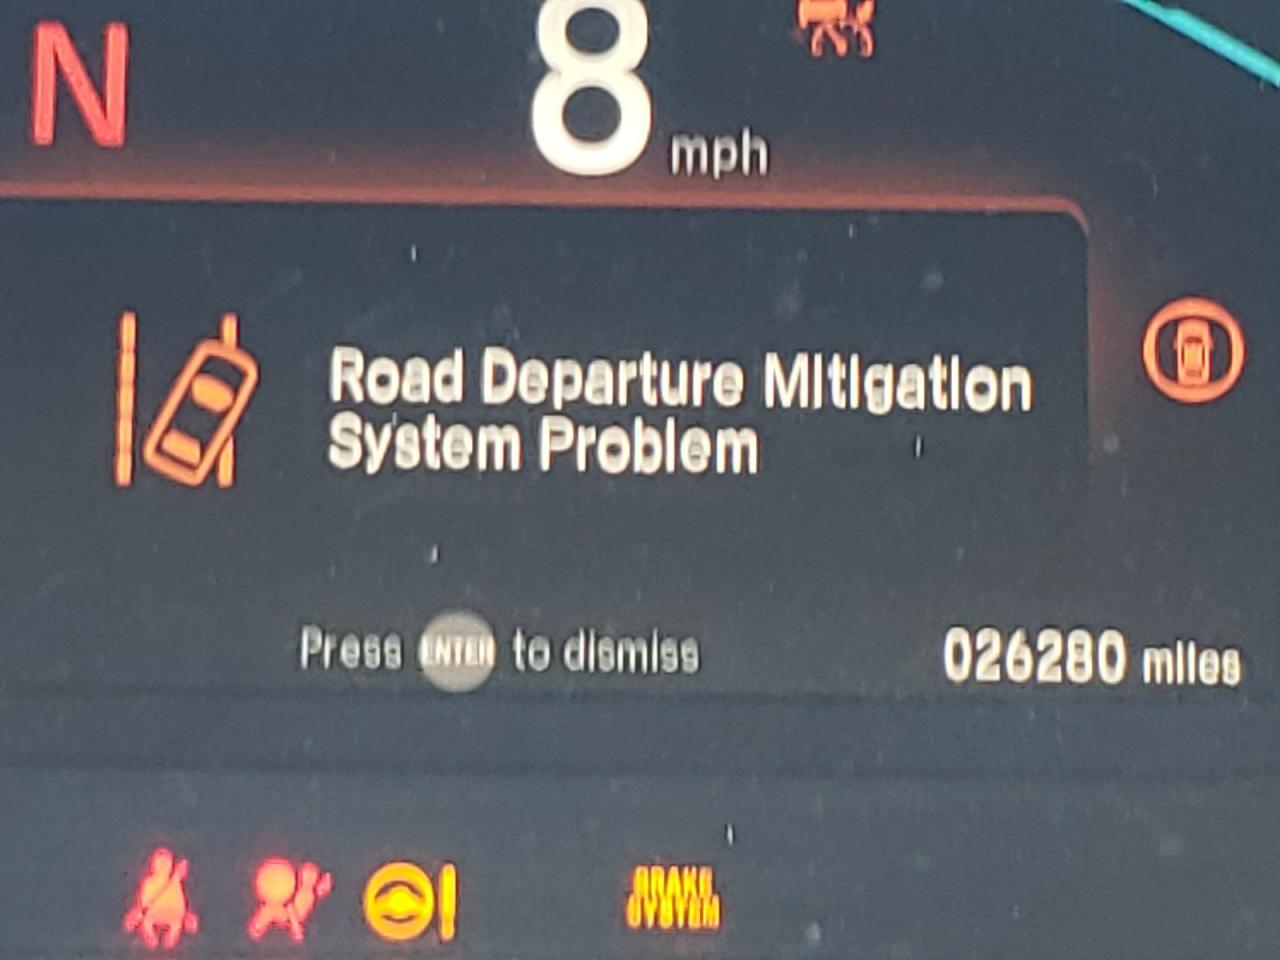 N
8
mph
Road Departure Mitigation
System Problem
Press ENTER to dismiss
026280 miles
BRAKE
SYSTEM